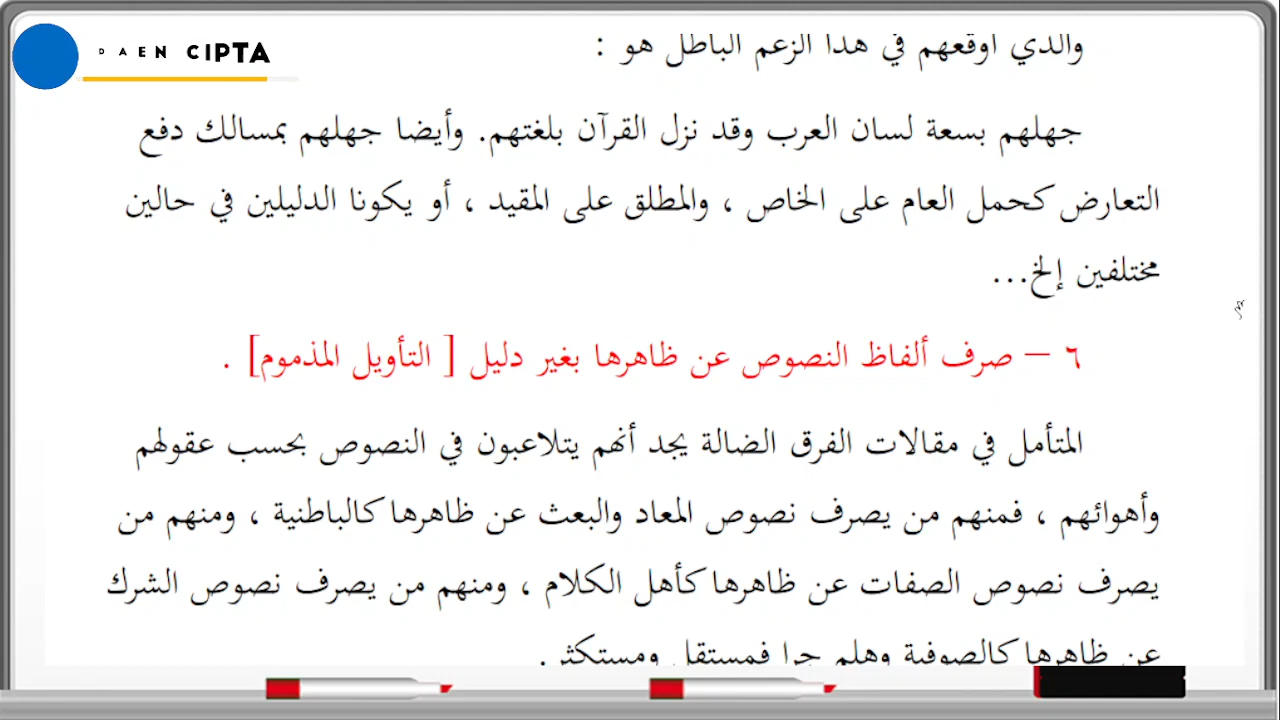 DAEN CIPTA
والذي أوقعهم في هذا الزعم الباطل هو :
جهلهم بسعة لسان العرب وقد نزل القرآن بلغتهم. وأيضا جهلهم بمسالك دفع
التعارض كحمل العام على الخاص ، والمطلق على المقيد ، أو يكونا الدليلين في حالين
مختلفين إلخ...
٦ – صرف ألفاظ النصوص عن ظاهرها بغير دليل [ التأويل المذموم] .
المتأمل في مقالات الفرق الضالة يجد أنهم يتلاعبون في النصوص بحسب عقولهم
وأهوائهم ، فمنهم من يصرف نصوص المعاد والبعث عن ظاهرها كالباطنية ، ومنهم من
يصرف نصوص الصفات عن ظاهرها كأهل الكلام ، ومنهم من يصرف نصوص الشرك
عن ظاهرها كالصوفية وهلم جرا فمستقل ومستكثر.